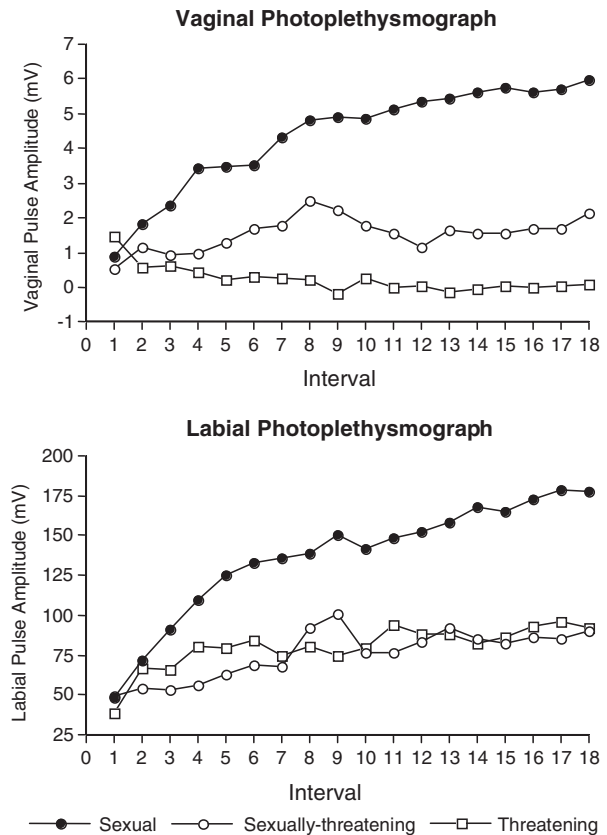 Vaginal Photoplethysmograph
Vaginal Pulse Amplitude (mV)
7
6
5
4
3
2
1
0
-1
0 1 2 3 4 5 6 7 8 9 10 11 12 13 14 15 16 17 18
Interval
Labial Photoplethysmograph
Labial Pulse Amplitude (mV)
200
175
150
125
100
75
50
25
0 1 2 3 4 5 6 7 8 9 10 11 12 13 14 15 16 17 18
Interval
Sexual Sexually-threatening Threatening